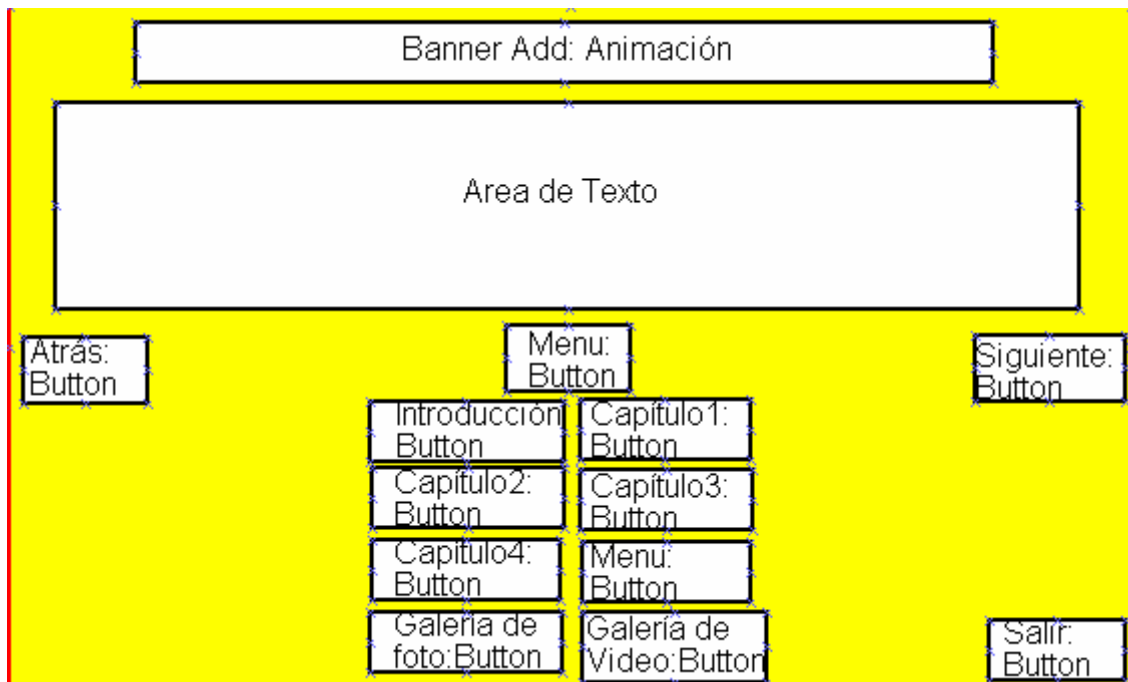 Banner Add: Animación
Area de Texto
Atrás:
Button
Menu:
Button
Siguiente:
Button
Introducción
Button
Capítulo1:
Button
Capítulo2:
Button
Capítulo3:
Button
Capitulo4:
Button
Menu:
Button
Galería de
foto:Button
Galería de
Video:Button
Salir:
Button